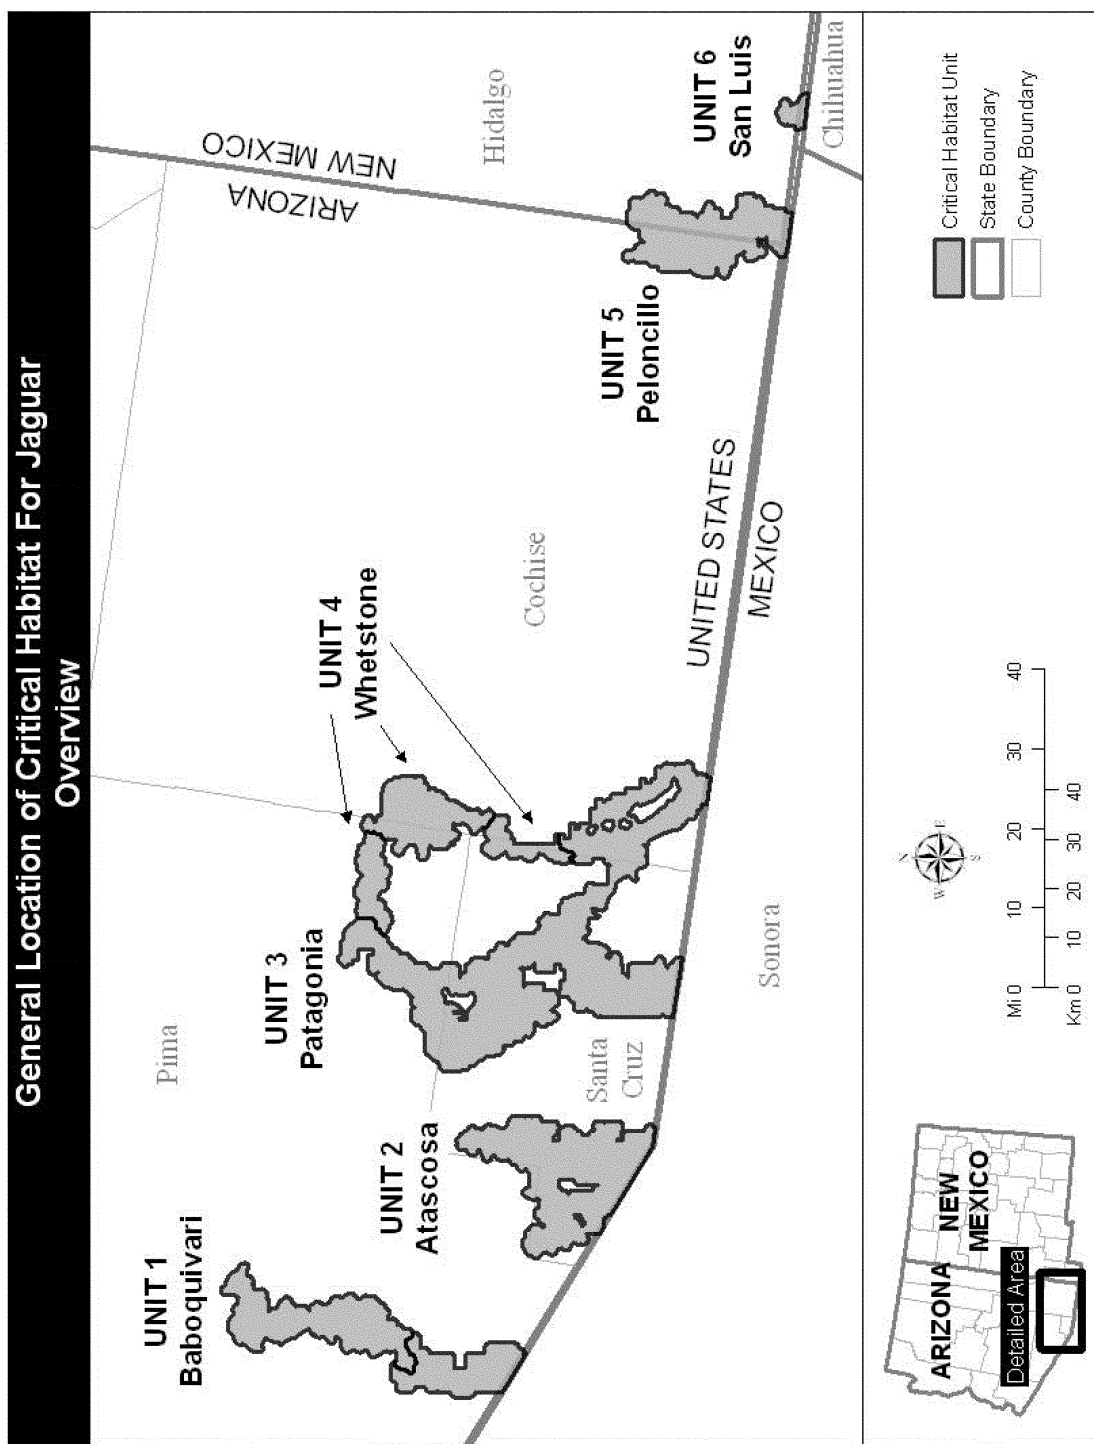 General Location of Critical Habitat For Jaguar
Overview
UNIT 1
Baboquivari
UNIT 2
Atascosa
UNIT 3
Patagonia
UNIT 4
Whetstone
UNIT 5
Peloncillo
UNIT 6
San Luis
Pima
Santa
Cruz
Cochise
Hidalgo
ARIZONA
NEW MEXICO
UNITED STATES
MEXICO
Sonora
Chihuahua
ARIZONA
NEW
MEXICO
Detailed Area
N
W
E
S
Mi 0 10 20 30 40
Km 0 10 20 30 40
Critical Habitat Unit
State Boundary
County Boundary